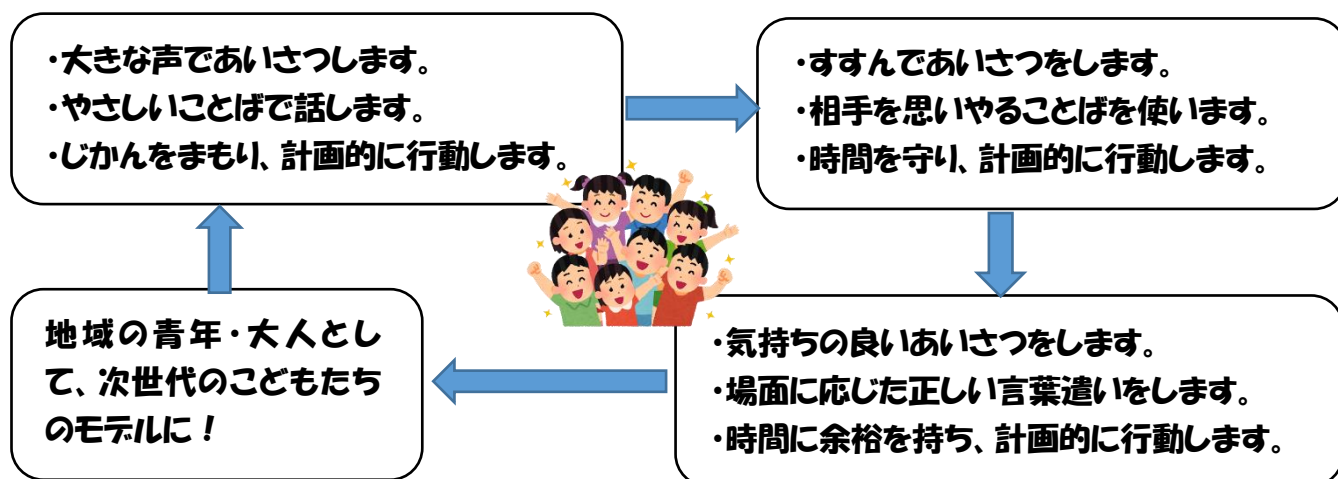 ・大きな声であいさつします。
・やさしいことばで話します。
・じかんをまもり、計画的に行動します。
・すすんであいさつをします。
・相手を思いやることばを使います。
・時間を守り、計画的に行動します。
・気持ちの良いあいさつをします。
・場面に応じた正しい言葉遣いをします。
・時間に余裕を持ち、計画的に行動します。
地域の青年・大人とし
て、次世代のこどもたち
のモデルに!